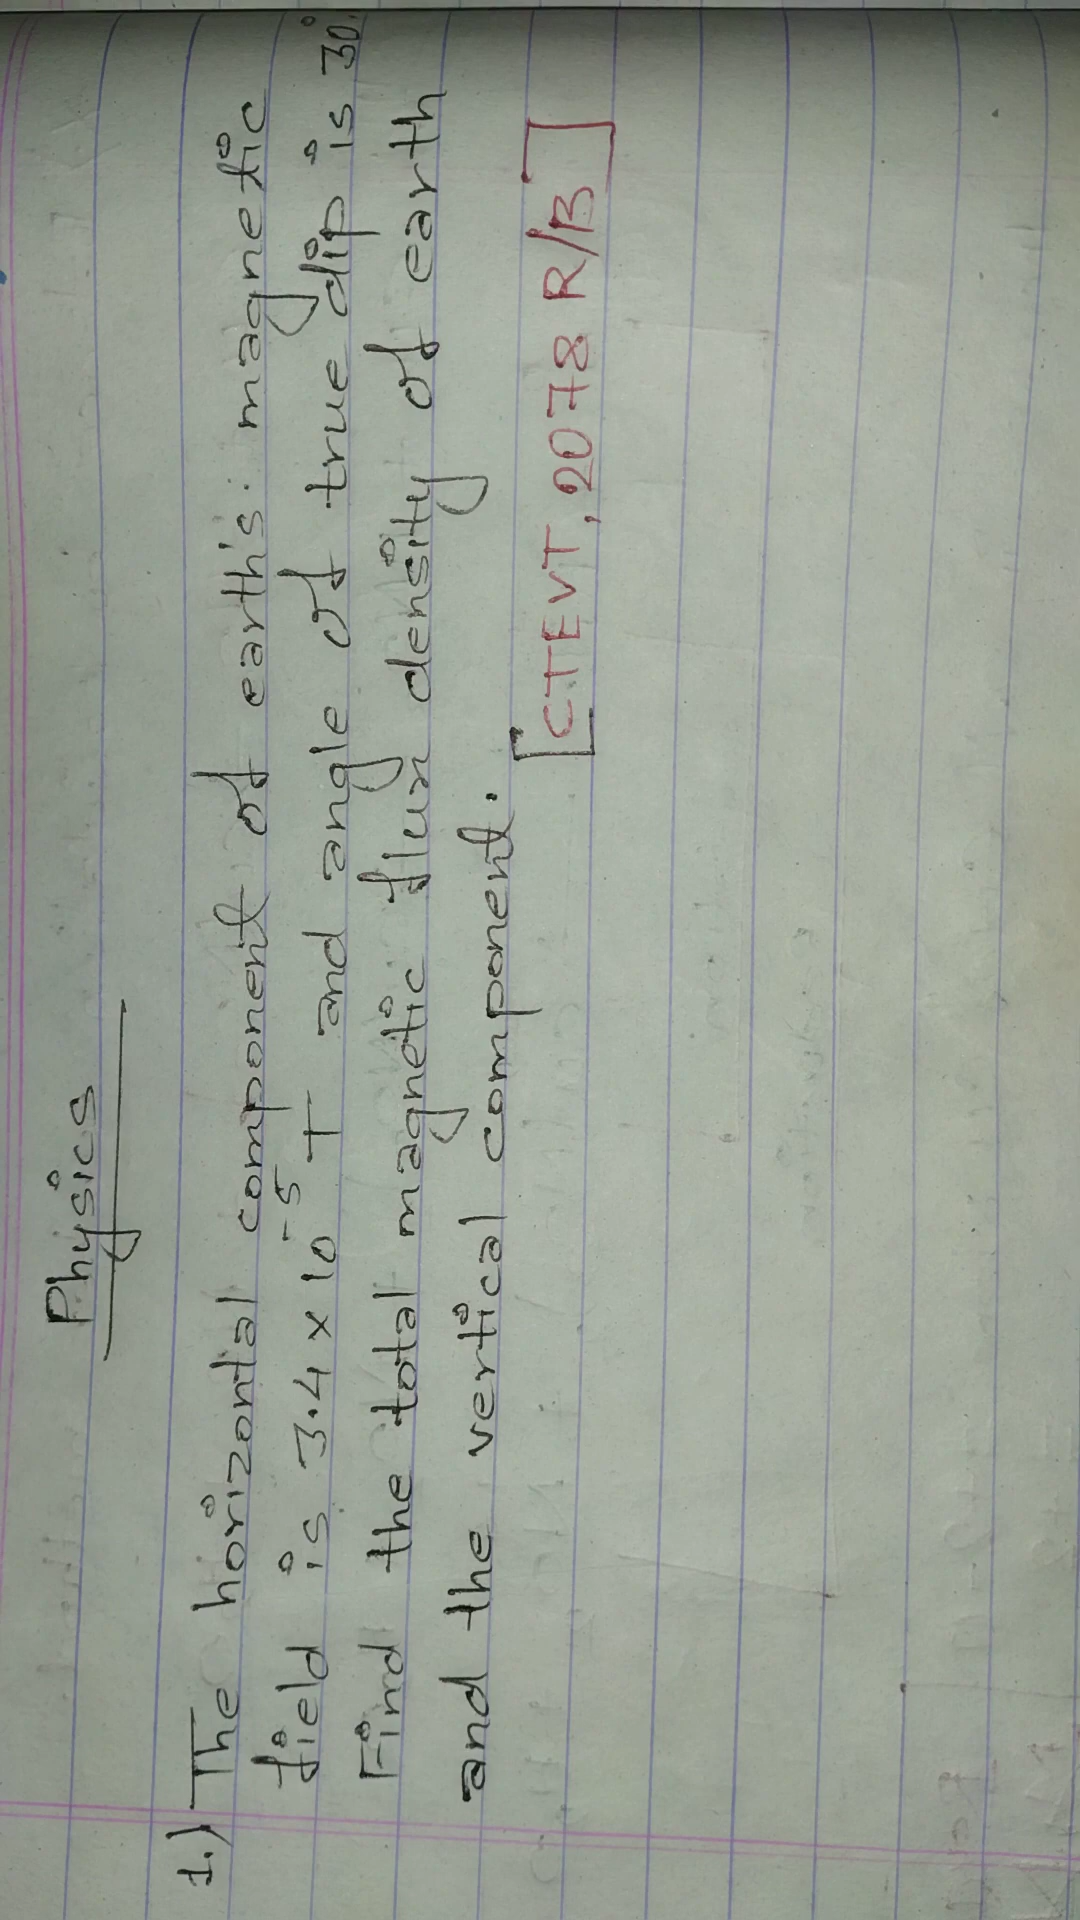 Physics
1.) The horizontal component of earth's magnetic
field is 3.4 x 10⁻⁵ T and angle of true dip is 30°.
Find the total magnetic flux density of earth
and the vertical component.
[CTEVT, 2078 R/B]